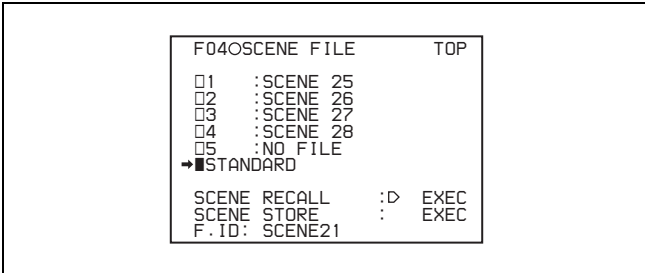 F04○SCENE FILE TOP
□1 :SCENE 25
□2 :SCENE 26
□3 :SCENE 27
□4 :SCENE 28
□5 :NO FILE
➡■STANDARD
SCENE RECALL :▷ EXEC
SCENE STORE : EXEC
F.ID: SCENE21